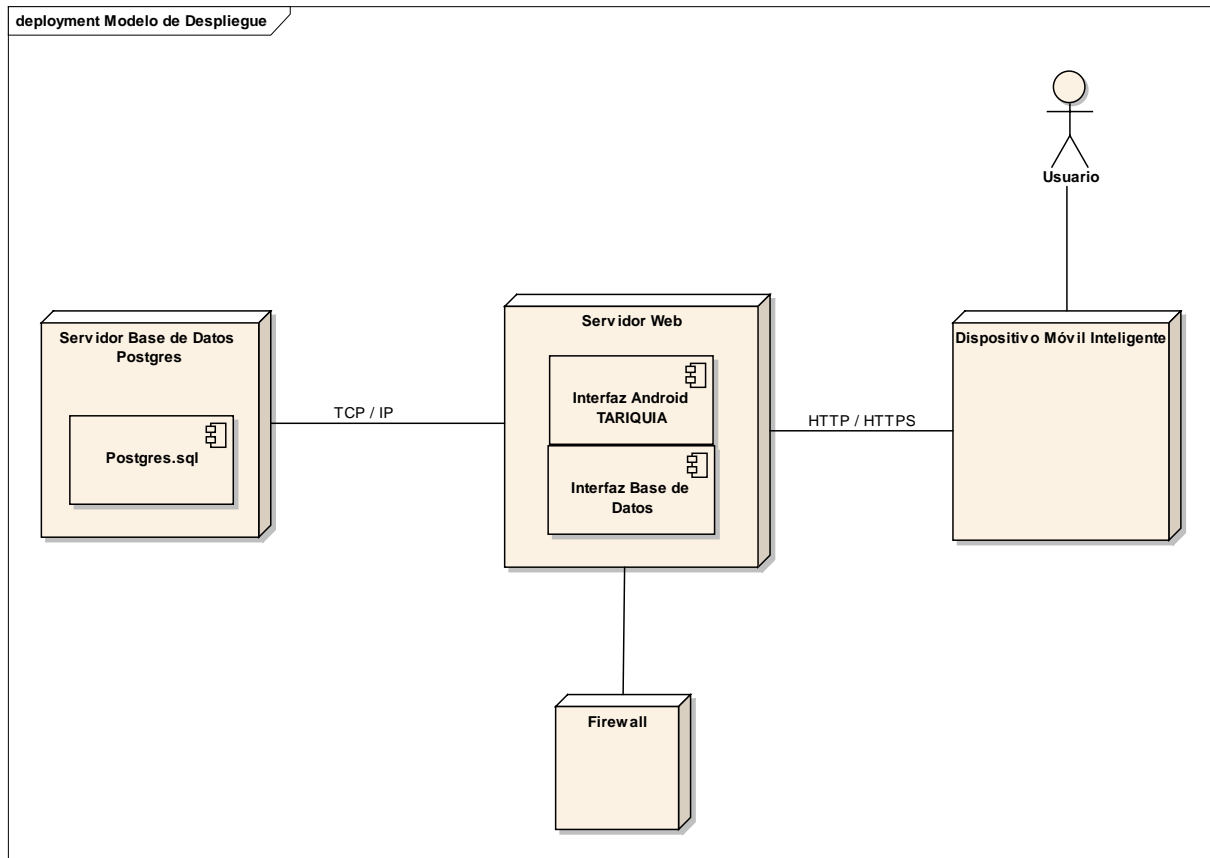 deployment Modelo de Despliegue
Usuario
Servidor Base de Datos
Postgres
Postgres.sql
TCP / IP
Servidor Web
Interfaz Android
TARIQUIA
Interfaz Base de
Datos
HTTP / HTTPS
Dispositivo Móvil Inteligente
Firewall